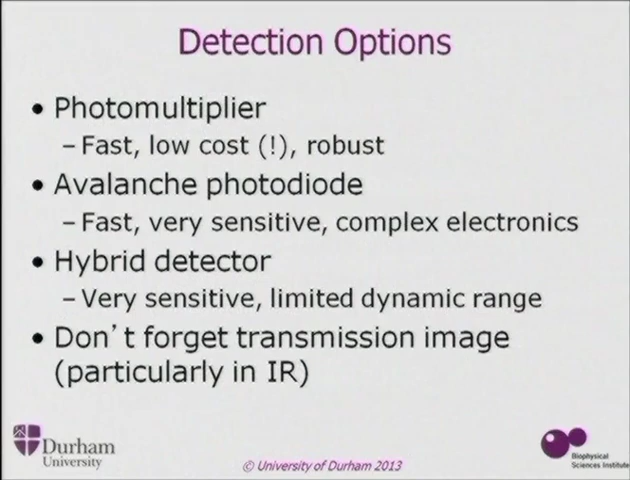 Detection Options
• Photomultiplier
– Fast, low cost (!), robust
• Avalanche photodiode
– Fast, very sensitive, complex electronics
• Hybrid detector
– Very sensitive, limited dynamic range
• Don't forget transmission image
(particularly in IR)
Durham
University
© University of Durham 2013
Biophysical
Sciences Institute